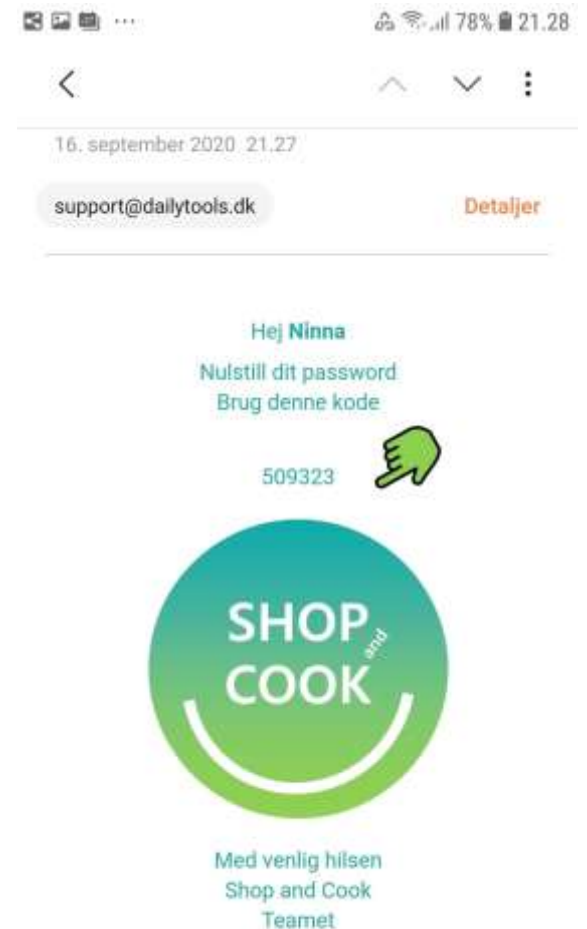 78% 21.28
16. september 2020 21.27
support@dailytools.dk Detaljer
Hej Ninna
Nulstill dit password
Brug denne kode
509323
SHOP
and
COOK
Med venlig hilsen
Shop and Cook
Teamet